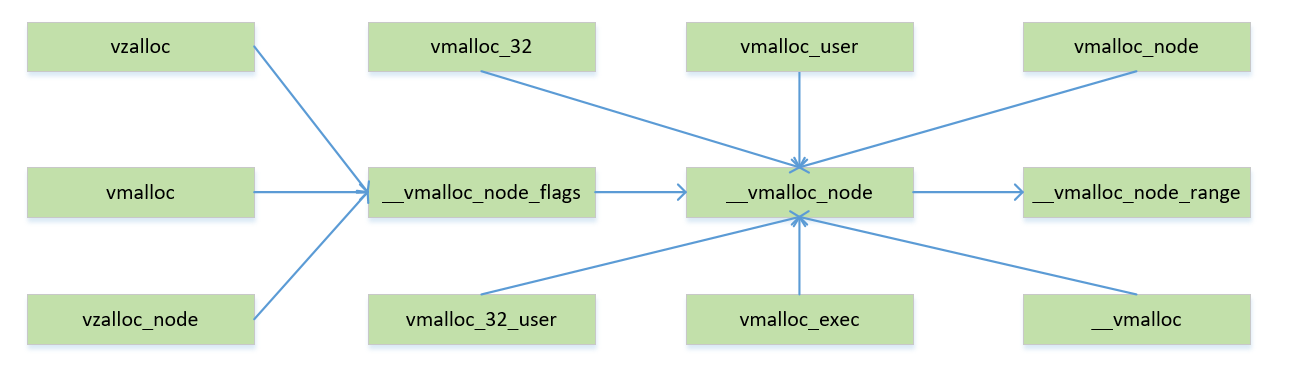 vzalloc
vmalloc_32
vmalloc_user
vmalloc_node
vmalloc
__vmalloc_node_flags
__vmalloc_node
__vmalloc_node_range
vzalloc_node
vmalloc_32_user
vmalloc_exec
__vmalloc